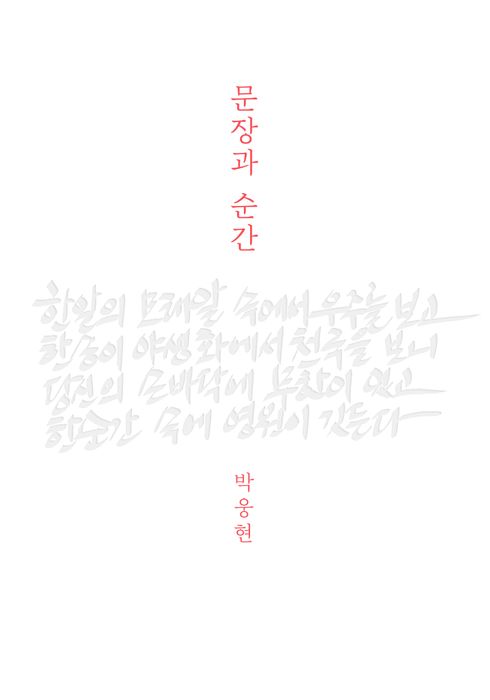 문장과 순간
한 알의 모래알 속에서 우주를 보고
한 송이 야생화에서 천국을 보니
당신의 손바닥에 무한이 있고
한순간 속에 영원이 깃든다
박웅현